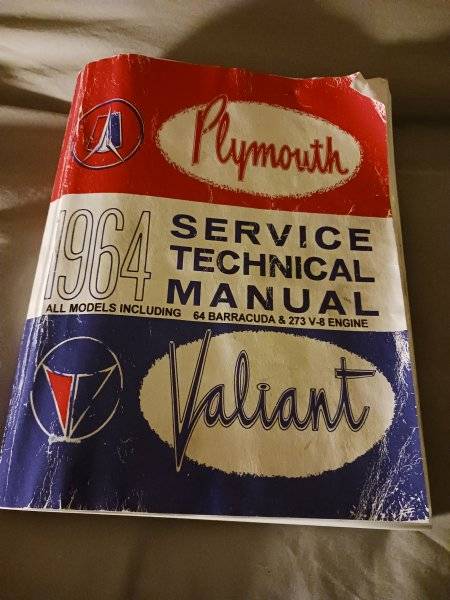 Plymouth
1964
SERVICE
TECHNICAL
MANUAL
ALL MODELS INCLUDING 64 BARRACUDA & 273 V-8 ENGINE
Valiant